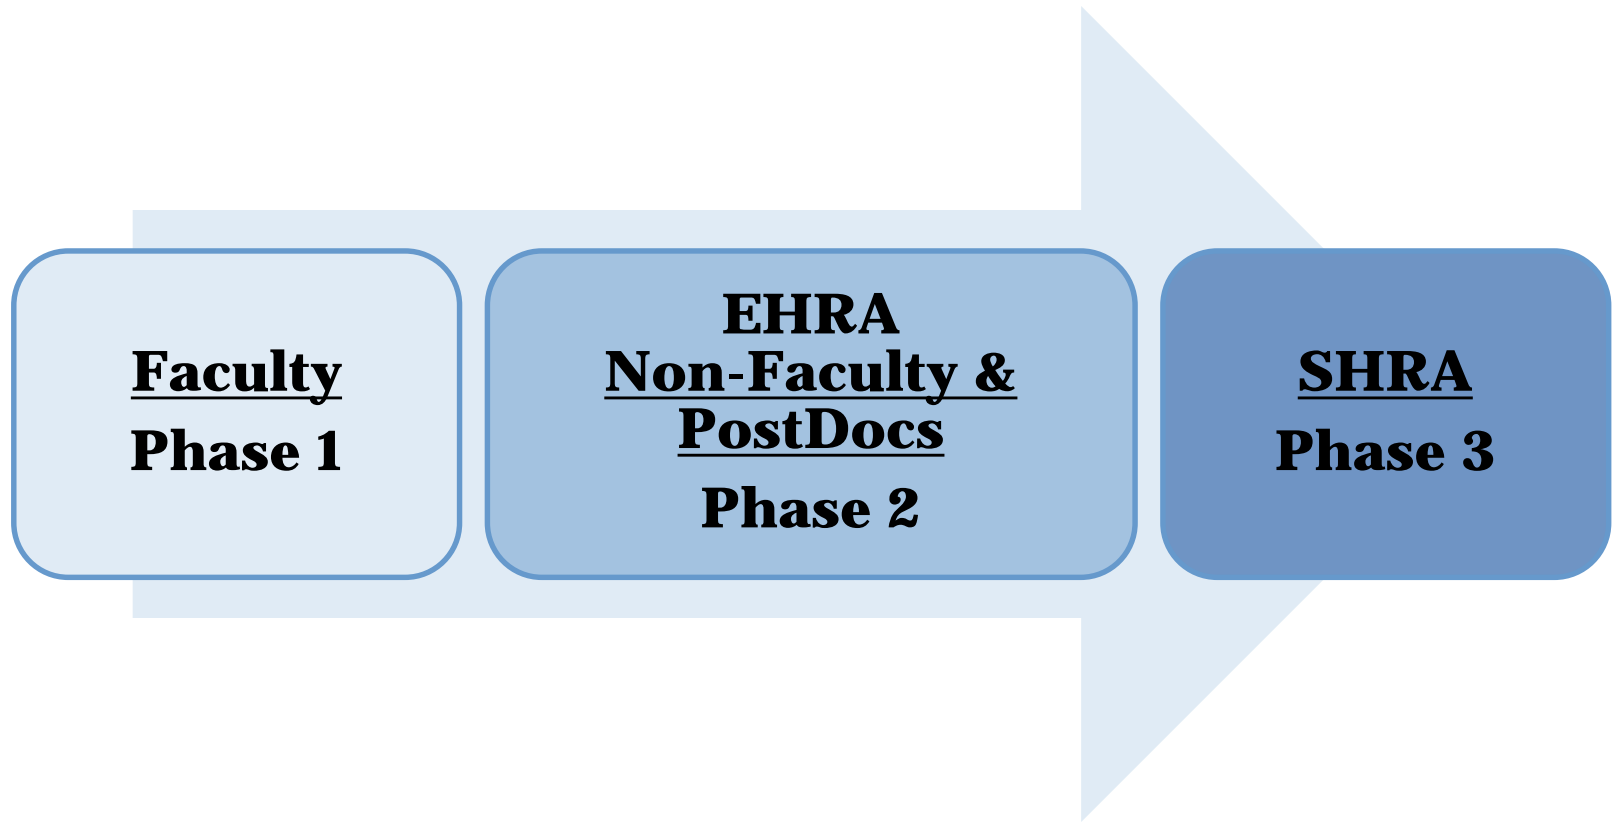 Faculty
Phase 1
EHRA
Non-Faculty &
PostDocs
Phase 2
SHRA
Phase 3